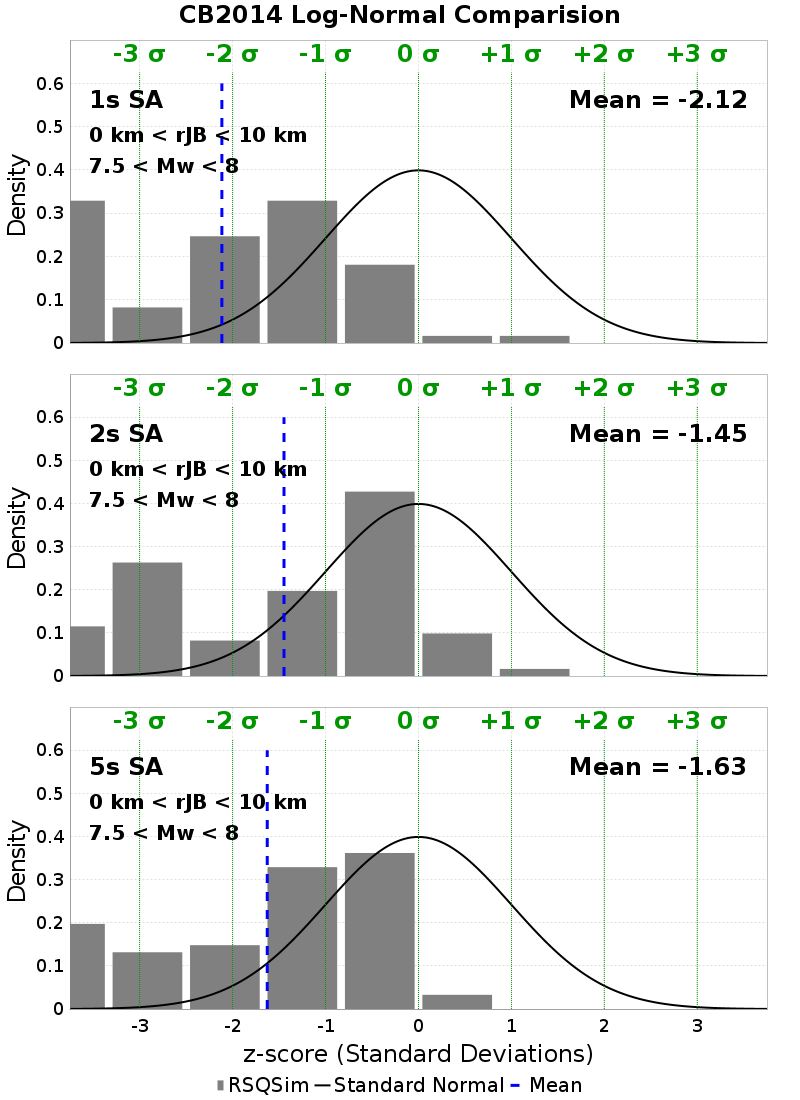 CB2014 Log-Normal Comparision
-3 σ -2 σ -1 σ 0 σ +1 σ +2 σ +3 σ
1s SA
Mean = -2.12
0 km < rJB < 10 km
7.5 < Mw < 8
Density
0.6
0.5
0.4
0.3
0.2
0.1
0
-3 σ -2 σ -1 σ 0 σ +1 σ +2 σ +3 σ
2s SA
Mean = -1.45
0 km < rJB < 10 km
7.5 < Mw < 8
Density
0.6
0.5
0.4
0.3
0.2
0.1
0
-3 σ -2 σ -1 σ 0 σ +1 σ +2 σ +3 σ
5s SA
Mean = -1.63
0 km < rJB < 10 km
7.5 < Mw < 8
Density
0.6
0.5
0.4
0.3
0.2
0.1
0
-3 -2 -1 0 1 2 3
z-score (Standard Deviations)
RSQSim Standard Normal Mean